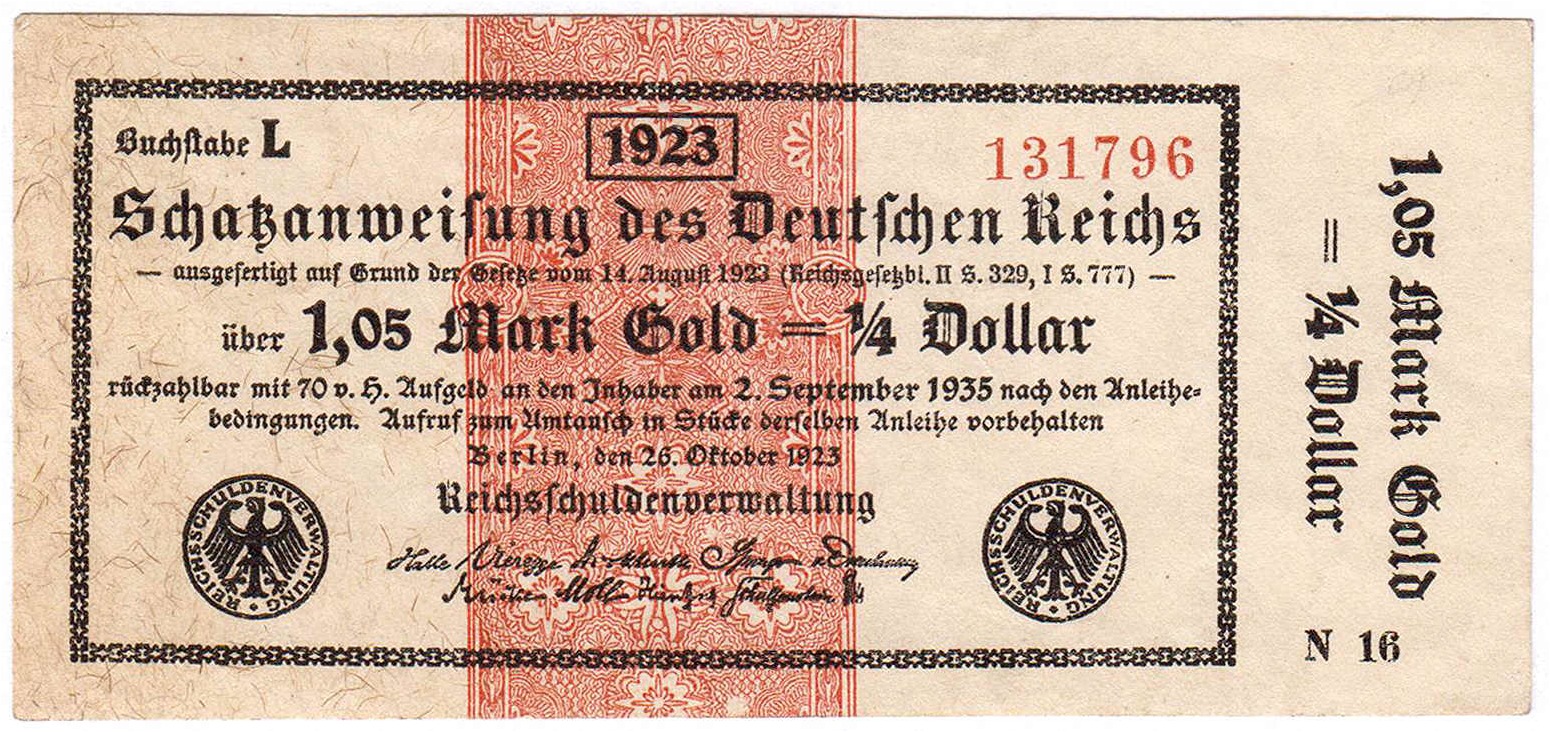 Buchstabe L
1923
131796
Schatzanweisung des Deutschen Reichs
— ausgefertigt auf Grund der Gesetze vom 14. August 1923 (Reichsgesetzbl. II S. 329, I S. 777) —
über 1,05 Mark Gold = ¼ Dollar
rückzahlbar mit 70 v. H. Aufgeld an den Inhaber am 2. September 1935 nach den Anleihe-
bedingungen. Aufruf zum Umtausch in Stücke derselben Anleihe vorbehalten
Berlin, den 26. Oktober 1923
Reichsschuldenverwaltung
REICHSSCHULDENVERWALTUNG
REICHSSCHULDENVERWALTUNG
Halle
Moll
1,05 Mark Gold
= ¼ Dollar
N 16